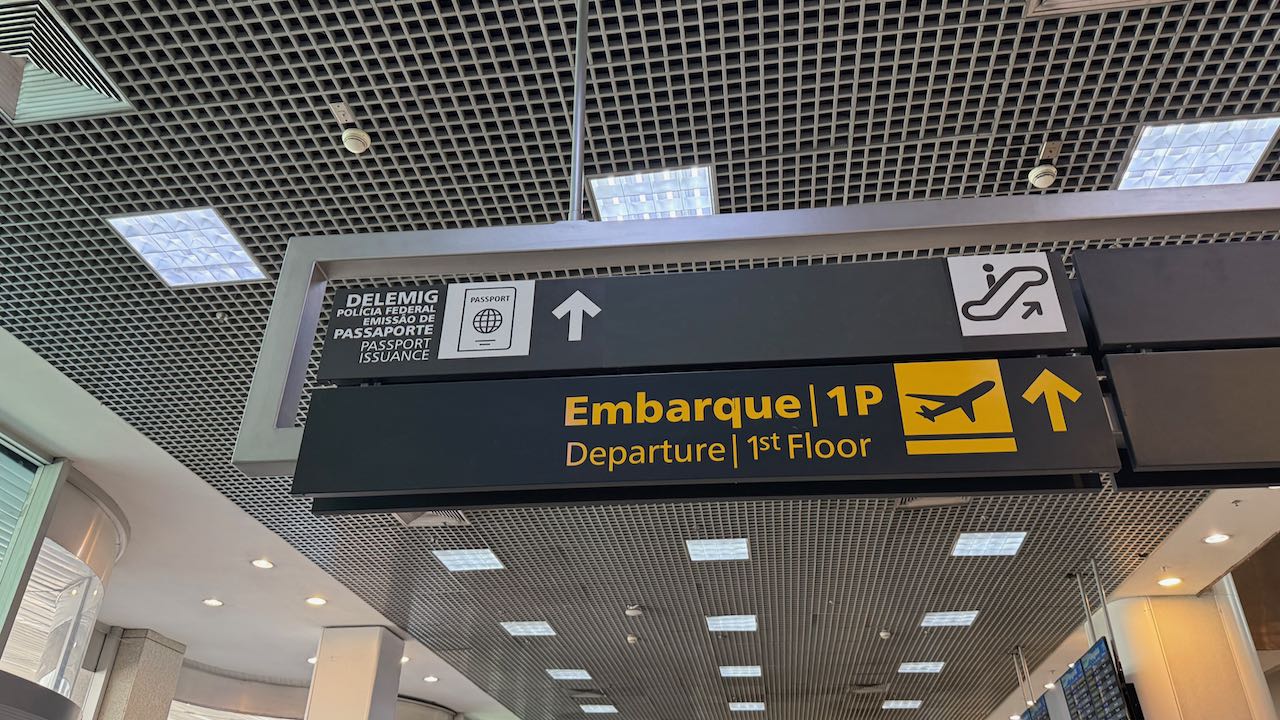 DELEMIG
POLÍCIA FEDERAL
EMISSÃO DE
PASSAPORTE
PASSPORT
ISSUANCE
PASSPORT
Embarque | 1P
Departure | 1st Floor